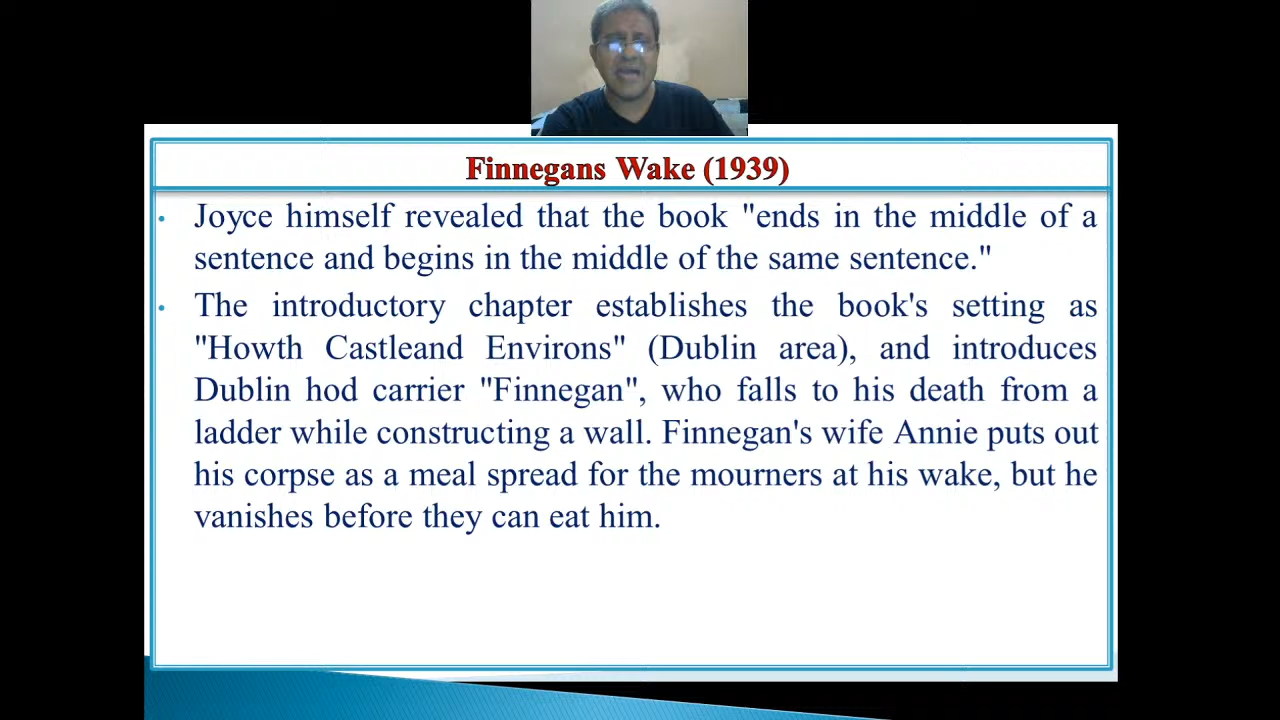 Finnegans Wake (1939)
• Joyce himself revealed that the book "ends in the middle of a
sentence and begins in the middle of the same sentence."
• The introductory chapter establishes the book's setting as
"Howth Castleand Environs" (Dublin area), and introduces
Dublin hod carrier "Finnegan", who falls to his death from a
ladder while constructing a wall. Finnegan's wife Annie puts out
his corpse as a meal spread for the mourners at his wake, but he
vanishes before they can eat him.